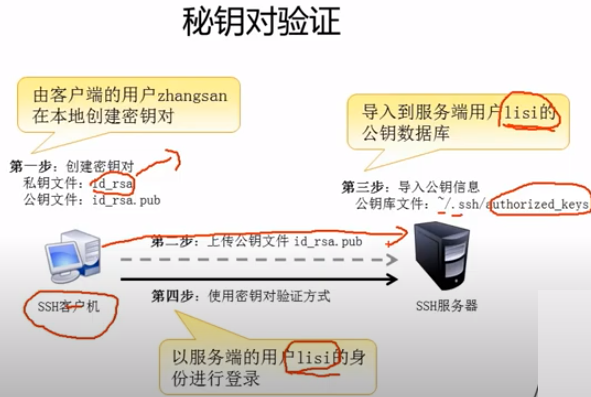 秘钥对验证
由客户端的用户zhangsan
在本地创建密钥对
导入到服务端用户lisi的
公钥数据库
第一步：创建密钥对
私钥文件：id_rsa
公钥文件：id_rsa.pub
第三步：导入公钥信息
公钥库文件：~/.ssh/authorized_keys
第二步：上传公钥文件 id_rsa.pub
SSH客户机
第四步：使用密钥对验证方式
SSH服务器
以服务端的用户lisi的身
份进行登录